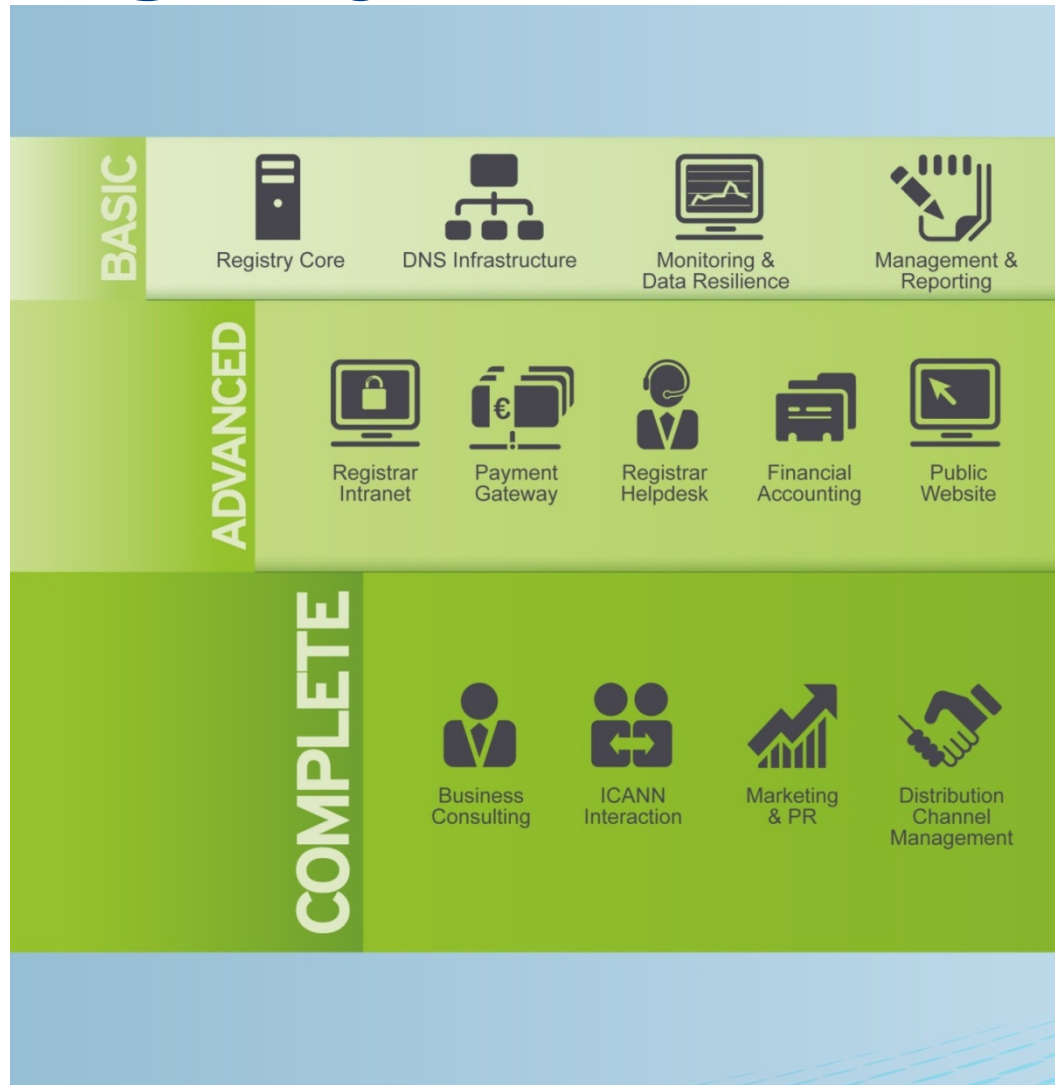 BASIC
Registry Core
DNS Infrastructure
Monitoring &
Data Resilience
Management &
Reporting
ADVANCED
€
Registrar
Intranet
Payment
Gateway
Registrar
Helpdesk
Financial
Accounting
Public
Website
COMPLETE
Business
Consulting
ICANN
Interaction
Marketing
& PR
Distribution
Channel
Management